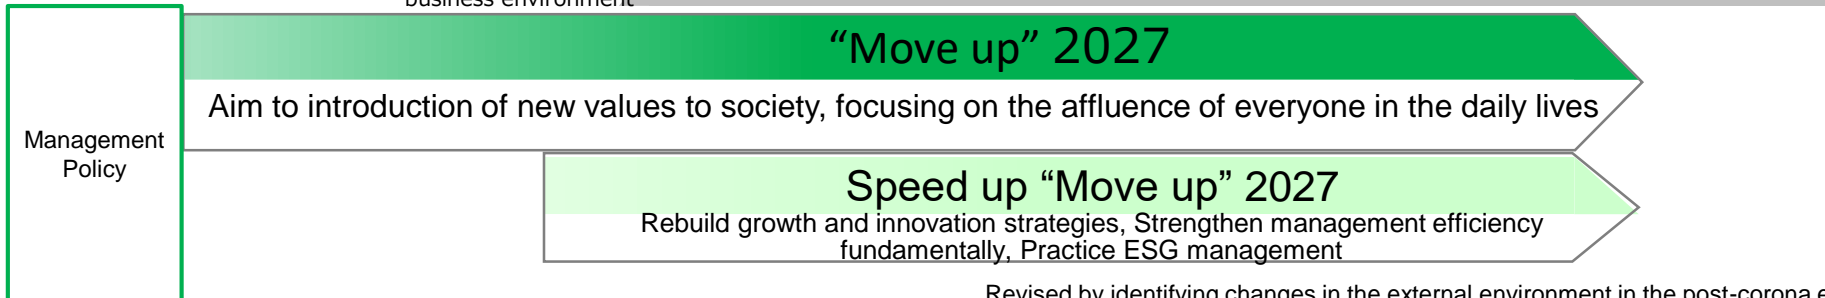 business environment
“Move up” 2027
Aim to introduction of new values to society, focusing on the affluence of everyone in the daily lives
Management
Policy
Speed up “Move up” 2027
Rebuild growth and innovation strategies, Strengthen management efficiency
fundamentally, Practice ESG management
Revised by identifying changes in the external environment in the post-corona